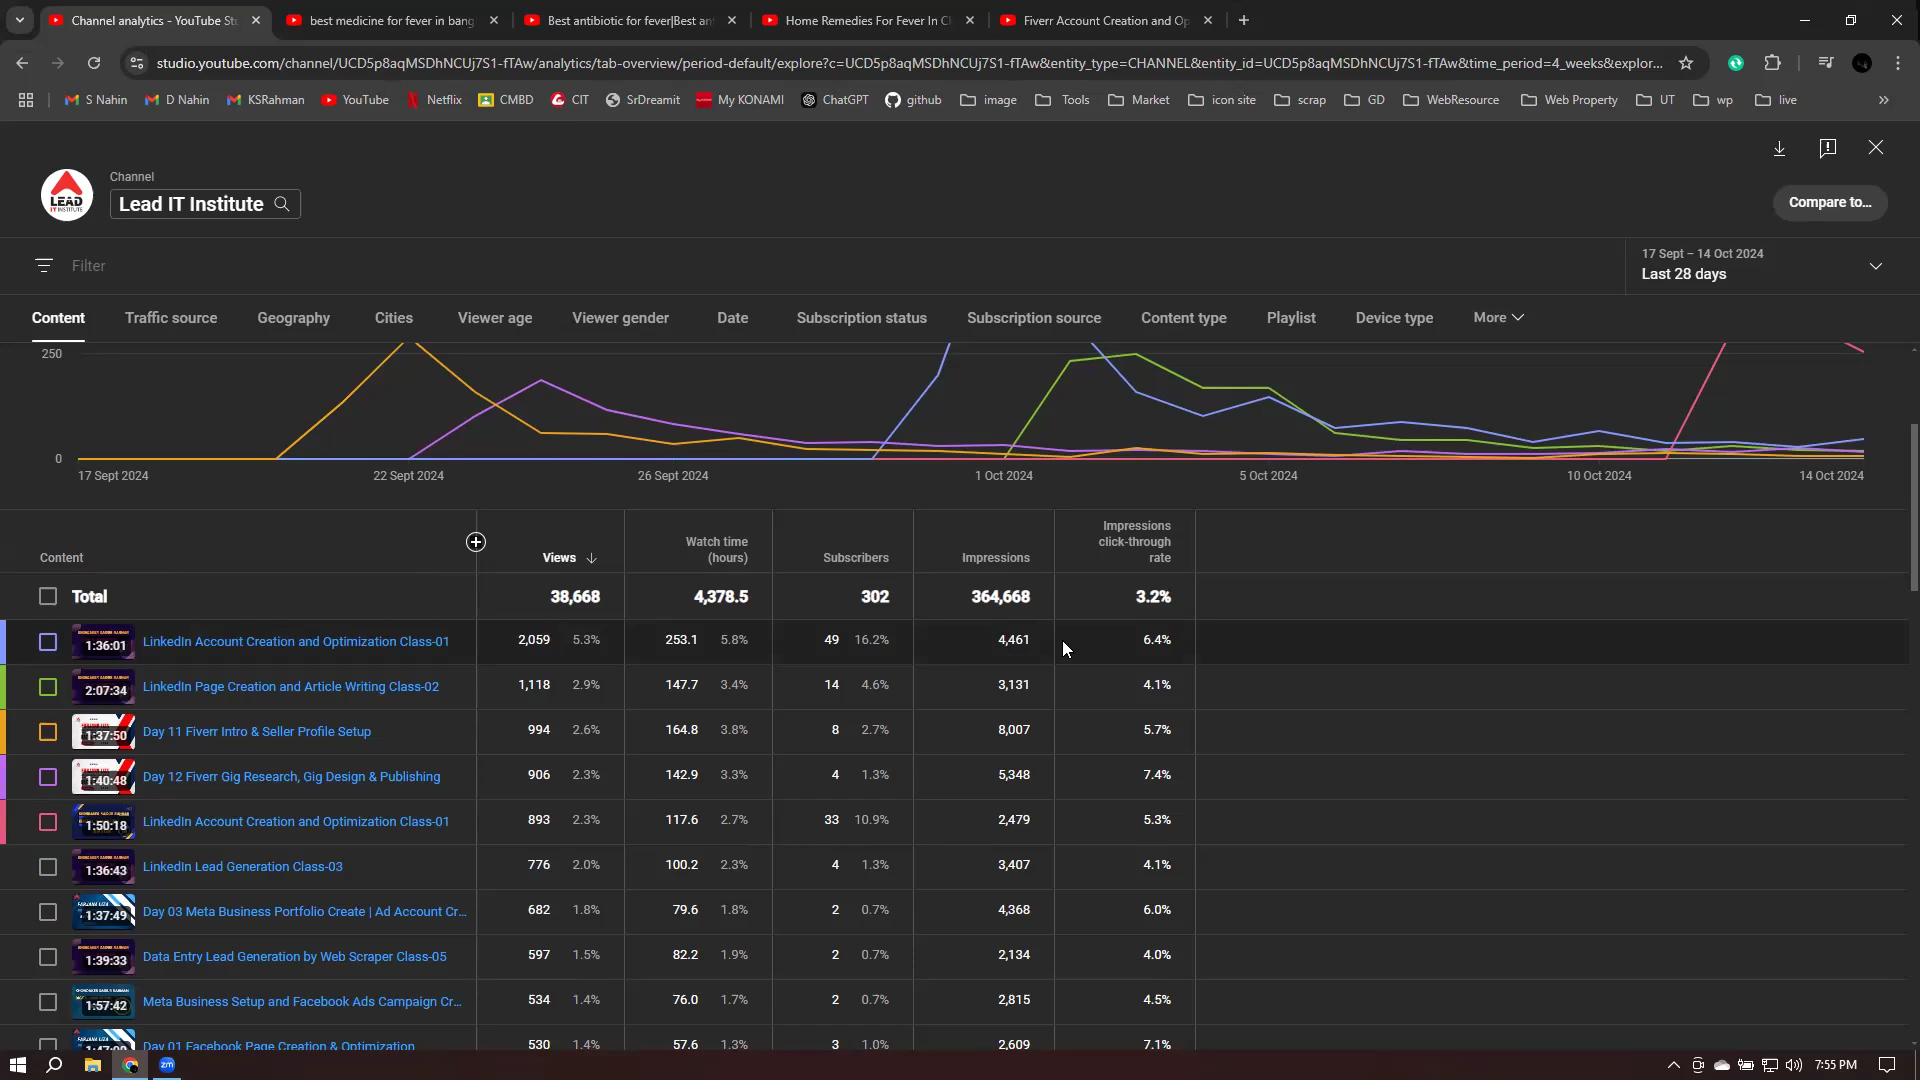 Channel analytics - YouTube St
best medicine for fever in bang
Best antibiotic for fever|Best an
Home Remedies For Fever In C
Fiverr Account Creation and Op
studio.youtube.com/channel/UCD5p8aqMSDhNCUj7S1-fTAw/analytics/tab-overview/period-default/explore?c=UCD5p8aqMSDhNCUj7S1-fTAw&entity_type=CHANNEL&entity_id=UCD5p8aqMSDhNCUj7S1-fTAw&time_period=4_weeks&explor...
S Nahin D Nahin KSRahman YouTube Netflix CMBD CIT SrDreamit My KONAMI ChatGPT github image Tools Market icon site scrap GD WebResource Web Property UT wp live
LEAD
IT INSTITUTE
Channel
Lead IT Institute
Compare to...
Filter
17 Sept – 14 Oct 2024
Last 28 days
Content Traffic source Geography Cities Viewer age Viewer gender Date Subscription status Subscription source Content type Playlist Device type More
250
0
17 Sept 2024 22 Sept 2024 26 Sept 2024 1 Oct 2024 5 Oct 2024 10 Oct 2024 14 Oct 2024
Content Views Watch time (hours) Subscribers Impressions Impressions click-through rate
Total 38,668 4,378.5 302 364,668 3.2%
1:36:01 LinkedIn Account Creation and Optimization Class-01 2,059 5.3% 253.1 5.8% 49 16.2% 4,461 6.4%
2:07:34 LinkedIn Page Creation and Article Writing Class-02 1,118 2.9% 147.7 3.4% 14 4.6% 3,131 4.1%
1:37:50 Day 11 Fiverr Intro & Seller Profile Setup 994 2.6% 164.8 3.8% 8 2.7% 8,007 5.7%
1:40:48 Day 12 Fiverr Gig Research, Gig Design & Publishing 906 2.3% 142.9 3.3% 4 1.3% 5,348 7.4%
1:50:18 LinkedIn Account Creation and Optimization Class-01 893 2.3% 117.6 2.7% 33 10.9% 2,479 5.3%
1:36:43 LinkedIn Lead Generation Class-03 776 2.0% 100.2 2.3% 4 1.3% 3,407 4.1%
1:37:49 Day 03 Meta Business Portfolio Create | Ad Account Cr... 682 1.8% 79.6 1.8% 2 0.7% 4,368 6.0%
1:39:33 Data Entry Lead Generation by Web Scraper Class-05 597 1.5% 82.2 1.9% 2 0.7% 2,134 4.0%
1:57:42 Meta Business Setup and Facebook Ads Campaign Cr... 534 1.4% 76.0 1.7% 2 0.7% 2,815 4.5%
Day 01 Facebook Page Creation & Optimization 530 1.4% 57.6 1.3% 3 1.0% 2,609 7.1%
zm
7:55 PM